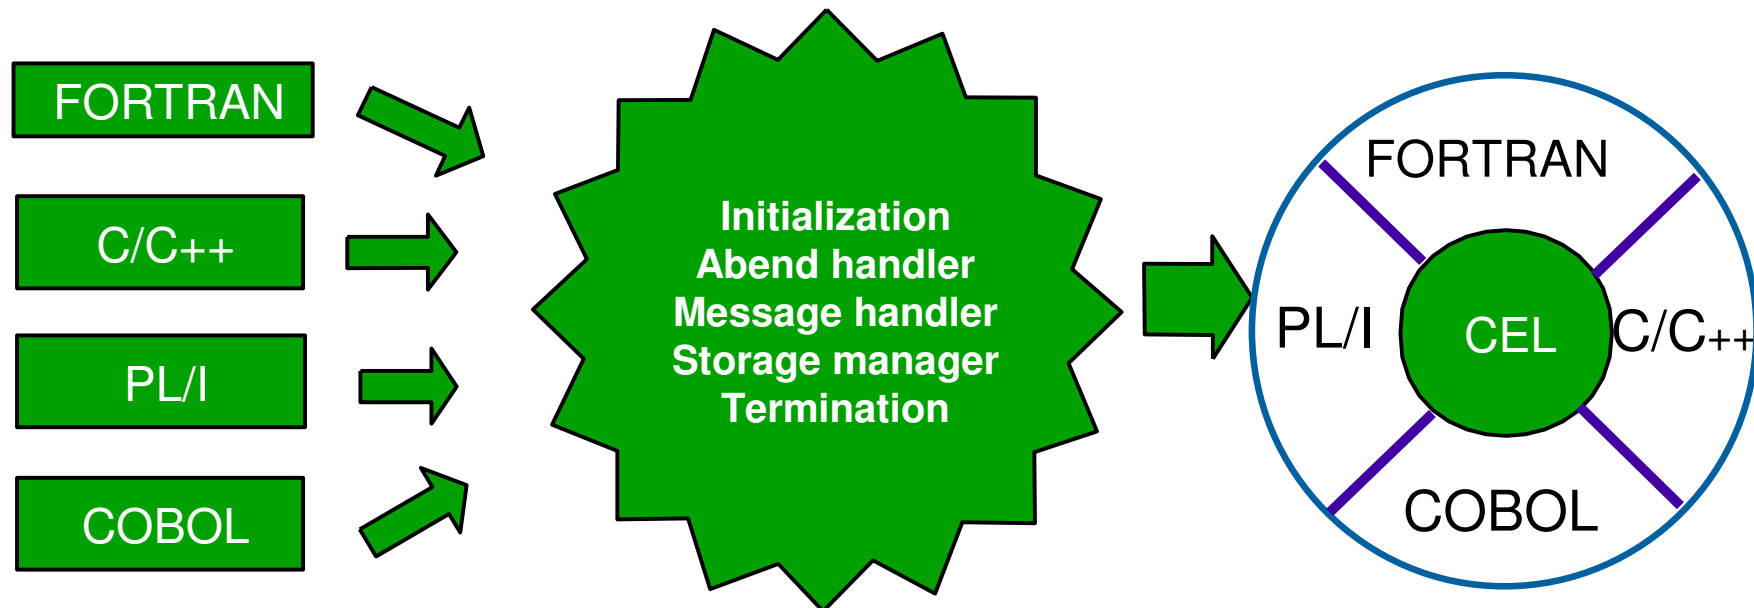 FORTRAN
C/C++
PL/I
COBOL
Initialization
Abend handler
Message handler
Storage manager
Termination
FORTRAN
PL/I
CEL
C/C++
COBOL